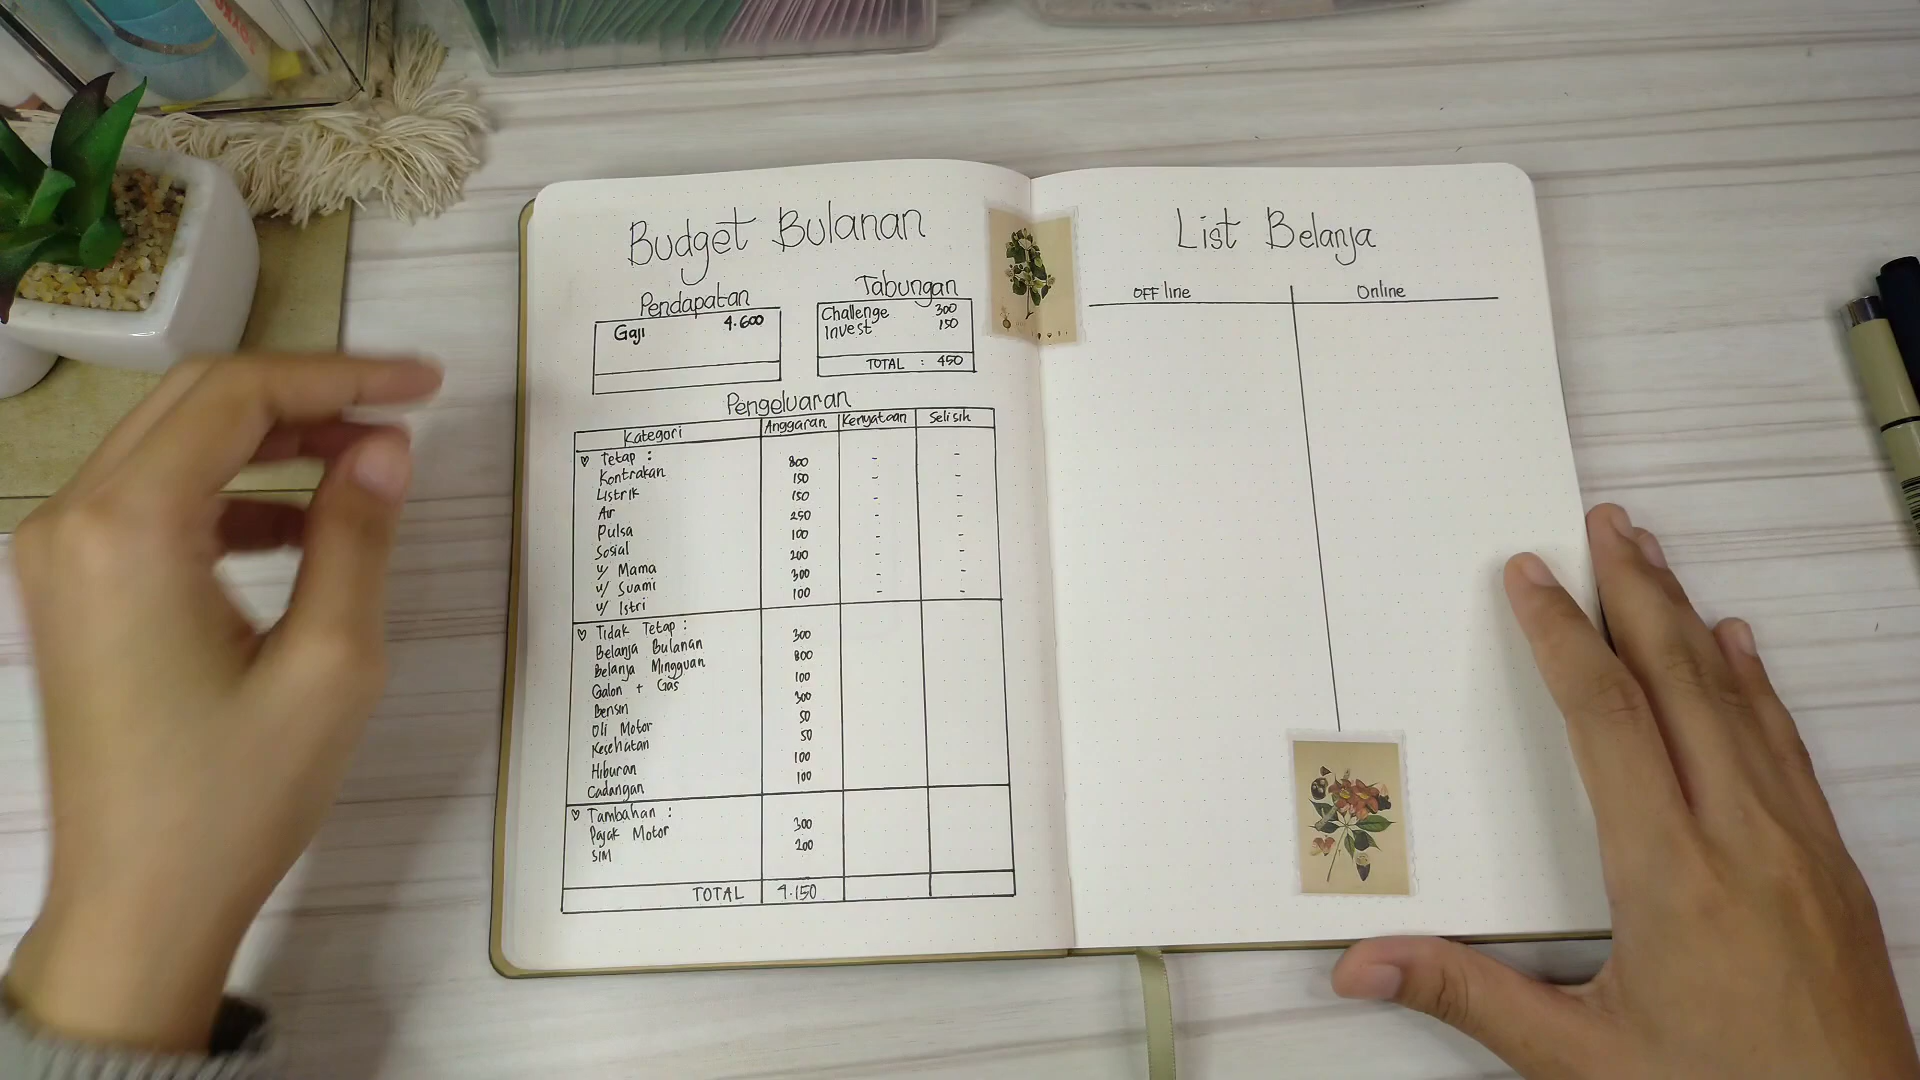 Budget Bulanan
Pendapatan
Gaji 4.600
Tabungan
Challenge 300
Invest 150
TOTAL : 450
Pengeluaran
Kategori Anggaran Kenyataan Selisih
♡ Tetap :
Kontrakan 800 - -
Listrik 150 - -
Air 150 - -
Pulsa 250 - -
Sosial 100 - -
u/ Mama 200 - -
u/ Suami 300 - -
u/ Istri 100 - -
♡ Tidak Tetap :
Belanja Bulanan 300
Belanja Mingguan 800
Galon + Gas 100
Bensin 300
Oli Motor 50
Kesehatan 50
Hiburan 100
Cadangan 100
♡ Tambahan :
Pajak Motor 300
SIM 200
TOTAL 4.150
List Belanja
OFFline Online